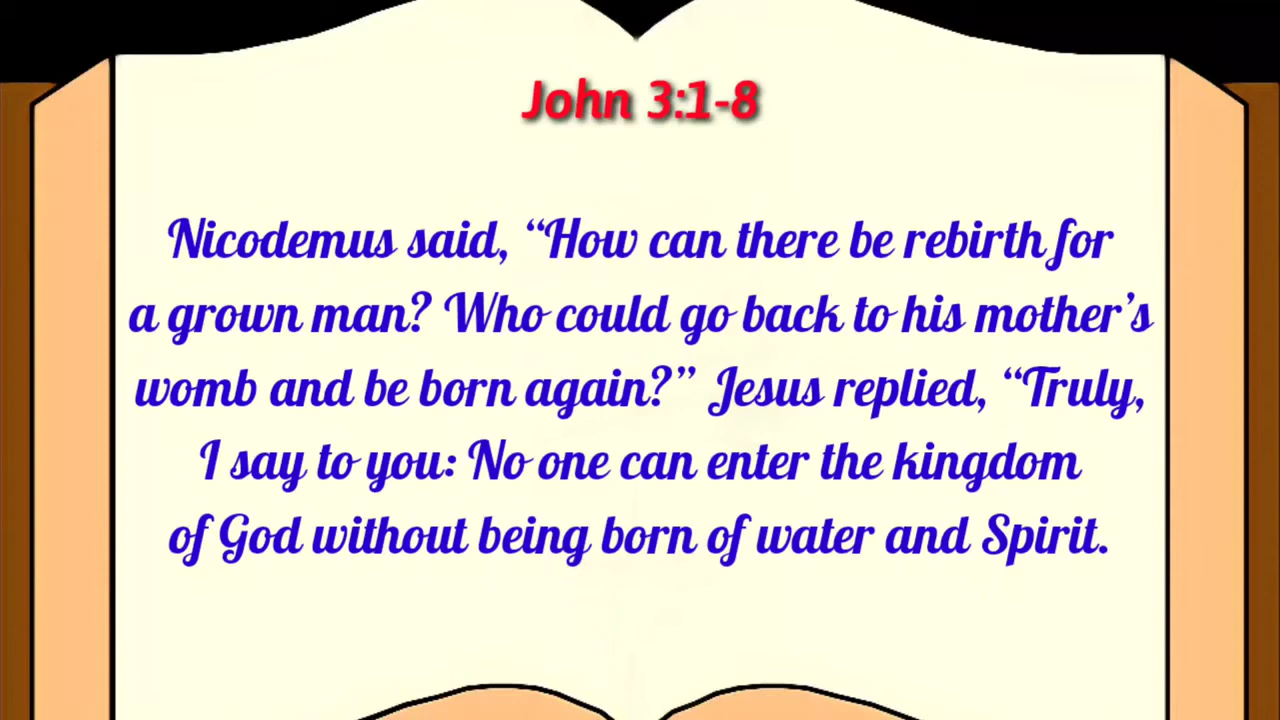 John 3:1-8
Nicodemus said, “How can there be rebirth for
a grown man? Who could go back to his mother’s
womb and be born again?” Jesus replied, “Truly,
I say to you: No one can enter the kingdom
of God without being born of water and Spirit.